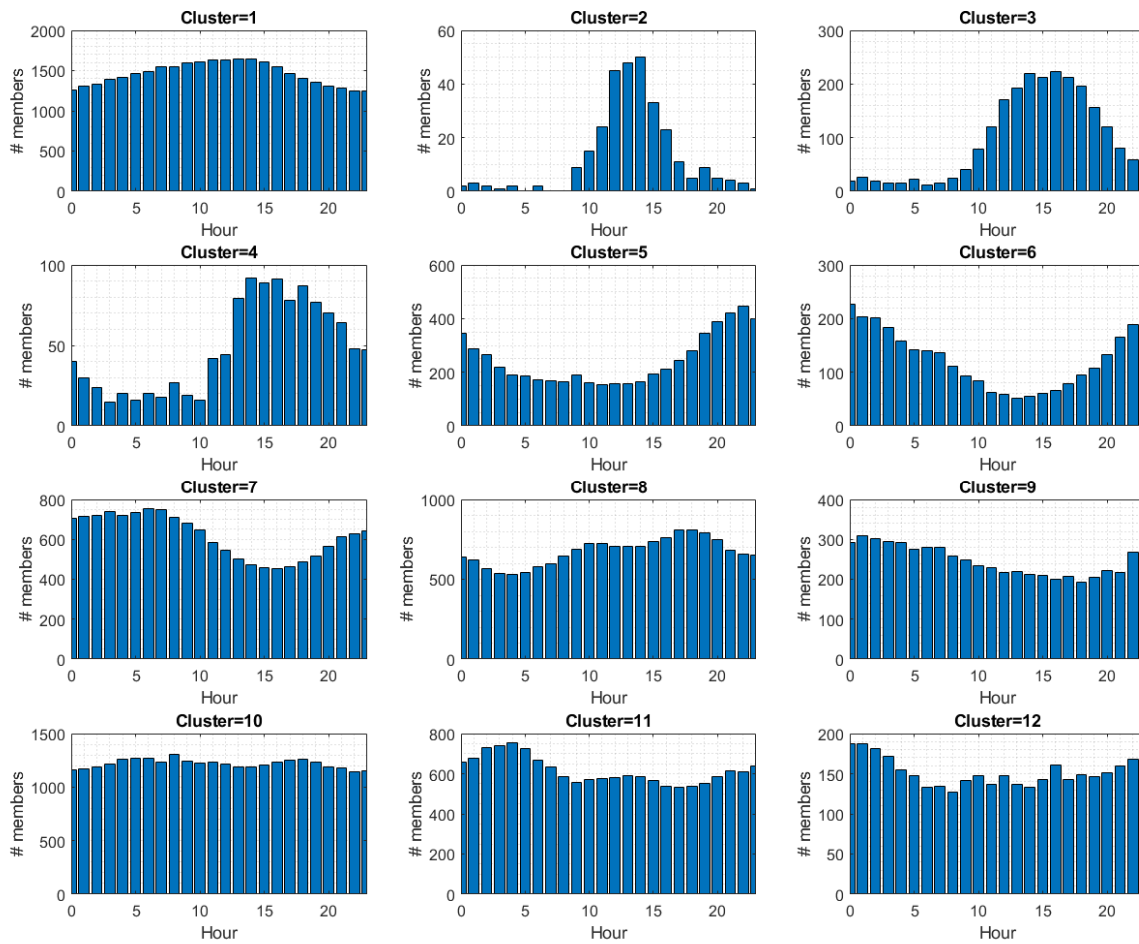 Cluster=1
2000
1500
1000
500
0
# members
0 5 10 15 20
Hour
Cluster=2
60
40
20
0
# members
0 5 10 15 20
Hour
Cluster=3
300
200
100
0
# members
0 5 10 15 20
Hour
Cluster=4
100
50
0
# members
0 5 10 15 20
Hour
Cluster=5
600
400
200
0
# members
0 5 10 15 20
Hour
Cluster=6
300
200
100
0
# members
0 5 10 15 20
Hour
Cluster=7
800
600
400
200
0
# members
0 5 10 15 20
Hour
Cluster=8
1000
500
0
# members
0 5 10 15 20
Hour
Cluster=9
400
300
200
100
0
# members
0 5 10 15 20
Hour
Cluster=10
1500
1000
500
0
# members
0 5 10 15 20
Hour
Cluster=11
800
600
400
200
0
# members
0 5 10 15 20
Hour
Cluster=12
200
150
100
50
0
# members
0 5 10 15 20
Hour